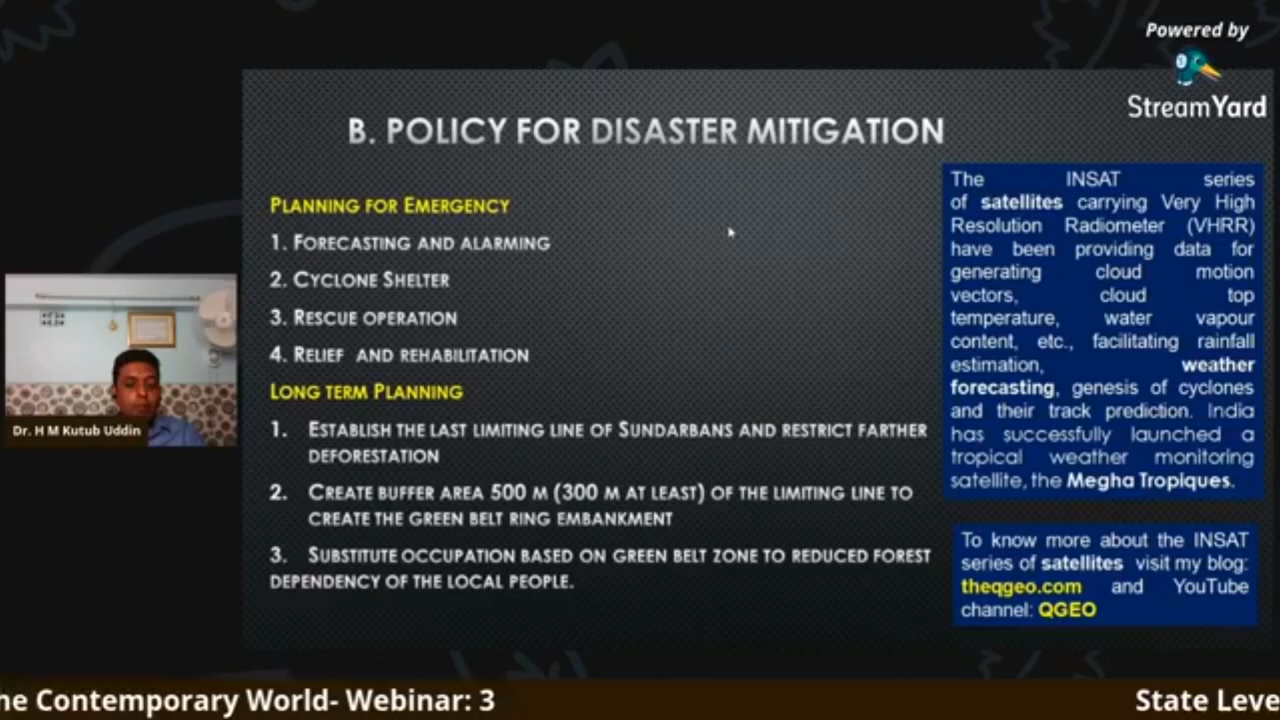 Powered by
StreamYard
B. POLICY FOR DISASTER MITIGATION
PLANNING FOR EMERGENCY
1. FORECASTING AND ALARMING
2. CYCLONE SHELTER
3. RESCUE OPERATION
4. RELIEF AND REHABILITATION
LONG TERM PLANNING
1. ESTABLISH THE LAST LIMITING LINE OF SUNDARBANS AND RESTRICT FARTHER
DEFORESTATION
2. CREATE BUFFER AREA 500 M (300 M AT LEAST) OF THE LIMITING LINE TO
CREATE THE GREEN BELT RING EMBANKMENT
3. SUBSTITUTE OCCUPATION BASED ON GREEN BELT ZONE TO REDUCED FOREST
DEPENDENCY OF THE LOCAL PEOPLE.
The INSAT series
of satellites carrying Very High
Resolution Radiometer (VHRR)
have been providing data for
generating cloud motion
vectors, cloud top
temperature, water vapour
content, etc., facilitating rainfall
estimation, weather
forecasting, genesis of cyclones
and their track prediction. India
has successfully launched a
tropical weather monitoring
satellite, the Megha Tropiques.
To know more about the INSAT
series of satellites visit my blog:
theqgeo.com and YouTube
channel: QGEO
Dr. H M Kutub Uddin
he Contemporary World- Webinar: 3
State Leve